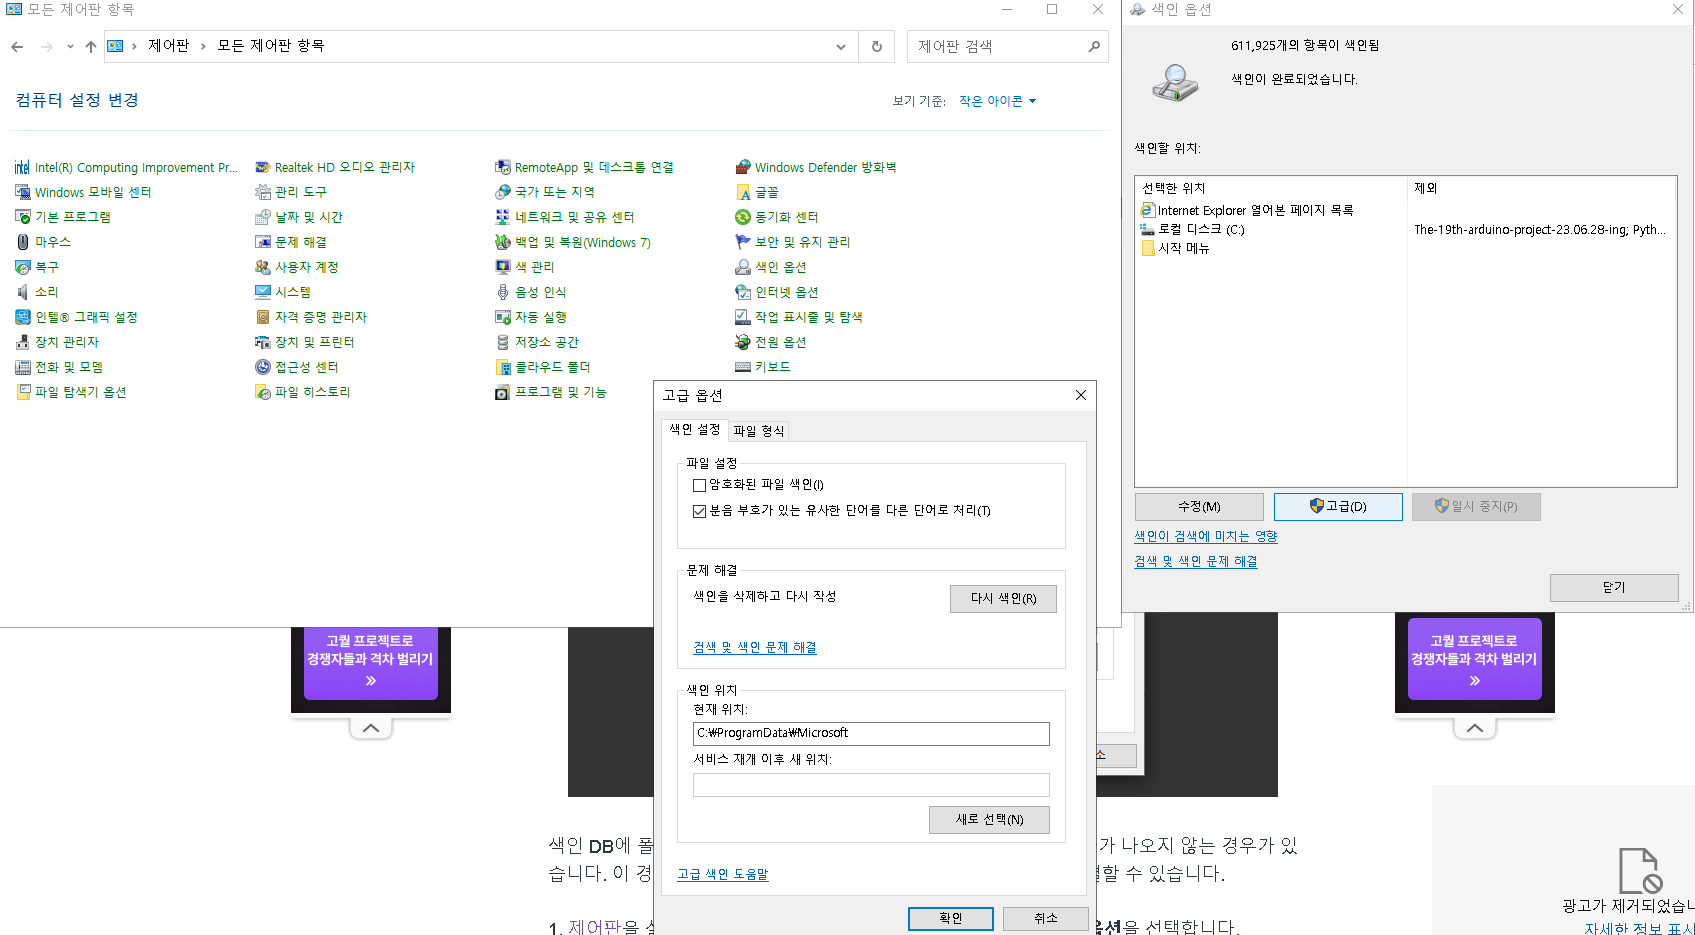 모든 제어판 항목
제어판 › 모든 제어판 항목
제어판 검색
컴퓨터 설정 변경
보기 기준: 작은 아이콘
Intel(R) Computing Improvement Pr...
Realtek HD 오디오 관리자
RemoteApp 및 데스크톱 연결
Windows Defender 방화벽
Windows 모바일 센터
관리 도구
국가 또는 지역
글꼴
기본 프로그램
날짜 및 시간
네트워크 및 공유 센터
동기화 센터
마우스
문제 해결
백업 및 복원(Windows 7)
보안 및 유지 관리
복구
사용자 계정
색 관리
색인 옵션
소리
시스템
음성 인식
인터넷 옵션
인텔® 그래픽 설정
자격 증명 관리자
자동 실행
작업 표시줄 및 탐색
장치 관리자
장치 및 프린터
저장소 공간
전원 옵션
전화 및 모뎀
접근성 센터
클라우드 폴더
키보드
파일 탐색기 옵션
파일 히스토리
프로그램 및 기능
색인 옵션
611,925개의 항목이 색인됨
색인이 완료되었습니다.
색인할 위치:
선택한 위치
제외
Internet Explorer 열어본 페이지 목록
로컬 디스크 (C:)
The-19th-arduino-project-23.06.28-ing; Pyth...
시작 메뉴
수정(M)
고급(D)
일시 중지(P)
색인이 검색에 미치는 영향
검색 및 색인 문제 해결
닫기
고급 옵션
색인 설정
파일 형식
파일 설정
암호화된 파일 색인(I)
분음 부호가 있는 유사한 단어를 다른 단어로 처리(T)
문제 해결
색인을 삭제하고 다시 작성
다시 색인(R)
검색 및 색인 문제 해결
색인 위치
현재 위치:
C:₩ProgramData₩Microsoft
서비스 재개 이후 새 위치:
새로 선택(N)
고급 색인 도움말
확인
취소
고퀄 프로젝트로
경쟁자들과 격차 벌리기
고퀄 프로젝트로
경쟁자들과 격차 벌리기
소
색인 DB에 폴
가 나오지 않는 경우가 있
습니다. 이 경
할 수 있습니다.
1. 제어판을
옵션을 선택합니다.
광고가 제거되었습니
자세한 정보 표시